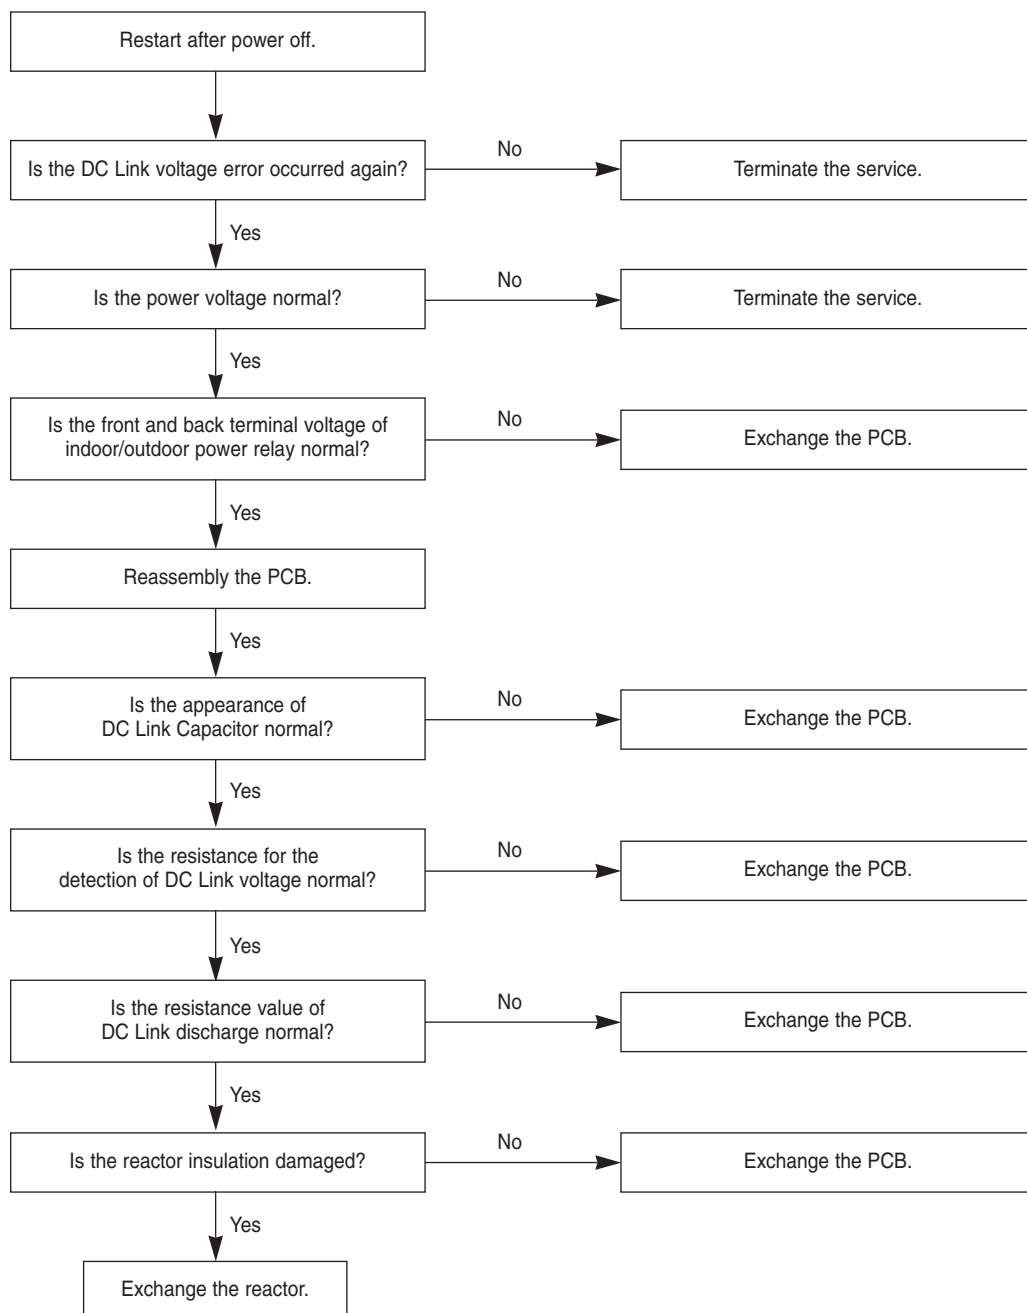 Restart after power off.
Is the DC Link voltage error occurred again?
No
Terminate the service.
Yes
Is the power voltage normal?
No
Terminate the service.
Yes
Is the front and back terminal voltage of
indoor/outdoor power relay normal?
No
Exchange the PCB.
Yes
Reassembly the PCB.
Yes
Is the appearance of
DC Link Capacitor normal?
No
Exchange the PCB.
Yes
Is the resistance for the
detection of DC Link voltage normal?
No
Exchange the PCB.
Yes
Is the resistance value of
DC Link discharge normal?
No
Exchange the PCB.
Yes
Is the reactor insulation damaged?
No
Exchange the PCB.
Yes
Exchange the reactor.